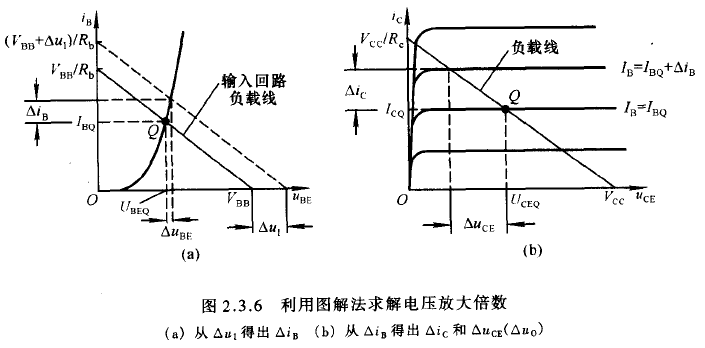 i_B
(V_BB+Δu_I)/R_b
V_BB/R_b
Δi_B
I_BQ
Q
输入回路
负载线
O
U_BEQ
V_BB
u_BE
Δu_BE
Δu_I
(a)
i_C
V_CC/R_c
负载线
I_B=I_BQ+Δi_B
Δi_C
I_CQ
Q
I_B=I_BQ
O
U_CEQ
V_CC
u_CE
Δu_CE
(b)
图 2.3.6 利用图解法求解电压放大倍数
(a) 从 Δu_I 得出 Δi_B (b) 从 Δi_B 得出 Δi_C 和 Δu_CE(Δu_O)